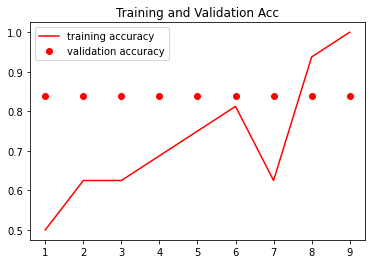 Training and Validation Acc
training accuracy
validation accuracy
1.0
0.9
0.8
0.7
0.6
0.5
1 2 3 4 5 6 7 8 9